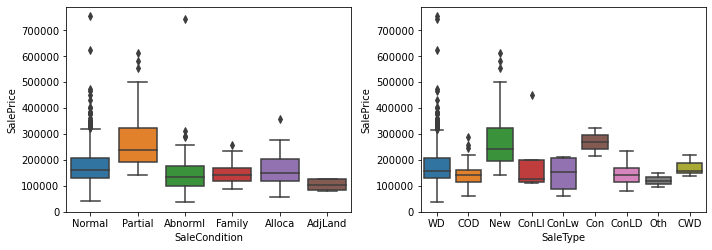 700000
600000
500000
400000
300000
200000
100000
0
SalePrice
Normal Partial Abnorml Family Alloca AdjLand
SaleCondition
700000
600000
500000
400000
300000
200000
100000
0
SalePrice
WD COD New ConLI ConLw Con ConLD Oth CWD
SaleType